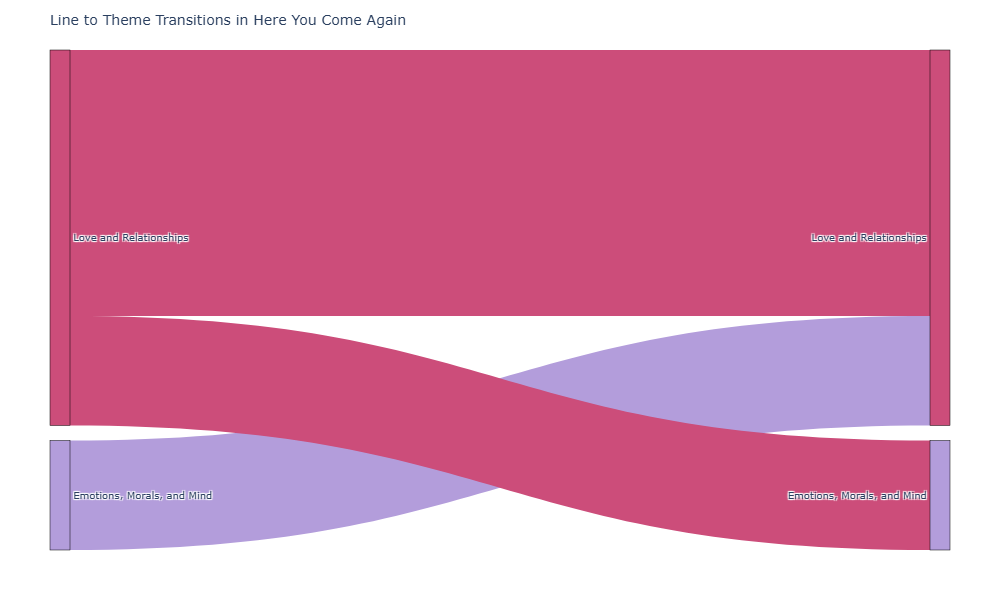 Line to Theme Transitions in Here You Come Again
Love and Relationships
Love and Relationships
Emotions, Morals, and Mind
Emotions, Morals, and Mind